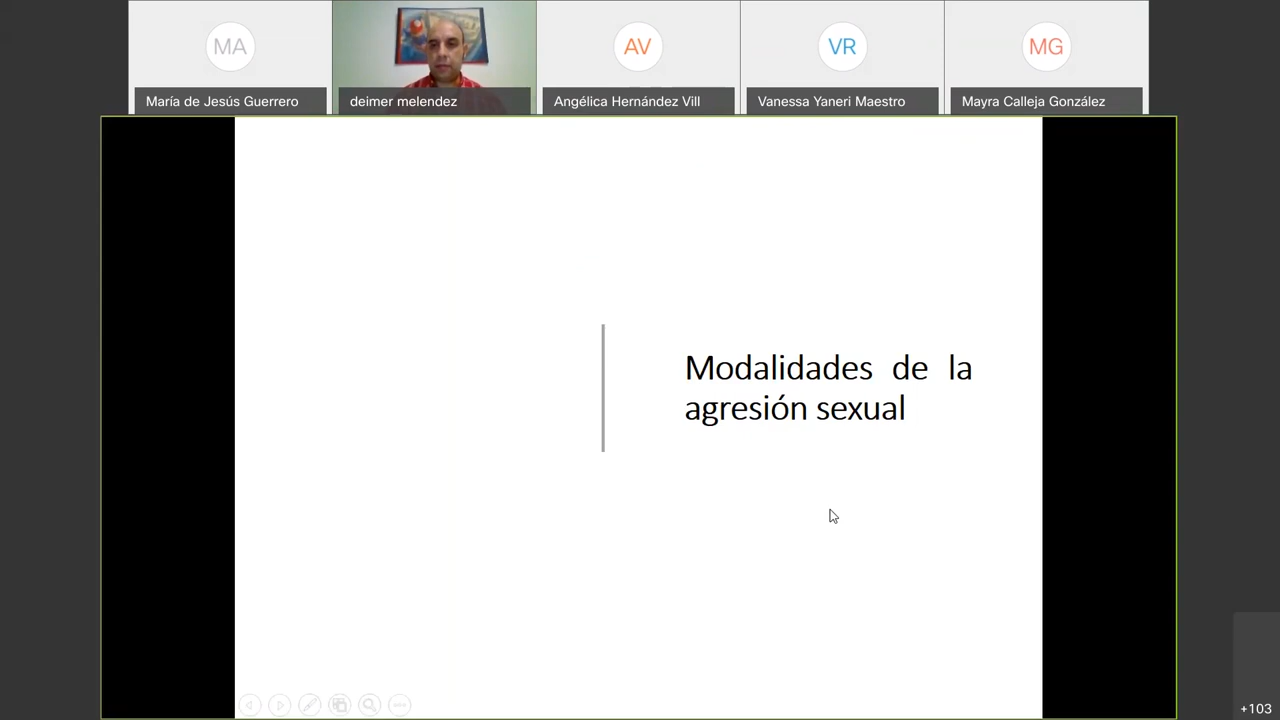 MA
AV
VR
MG
María de Jesús Guerrero
deimer melendez
Angélica Hernández Vill
Vanessa Yaneri Maestro
Mayra Calleja González
Modalidades de la
agresión sexual
+103